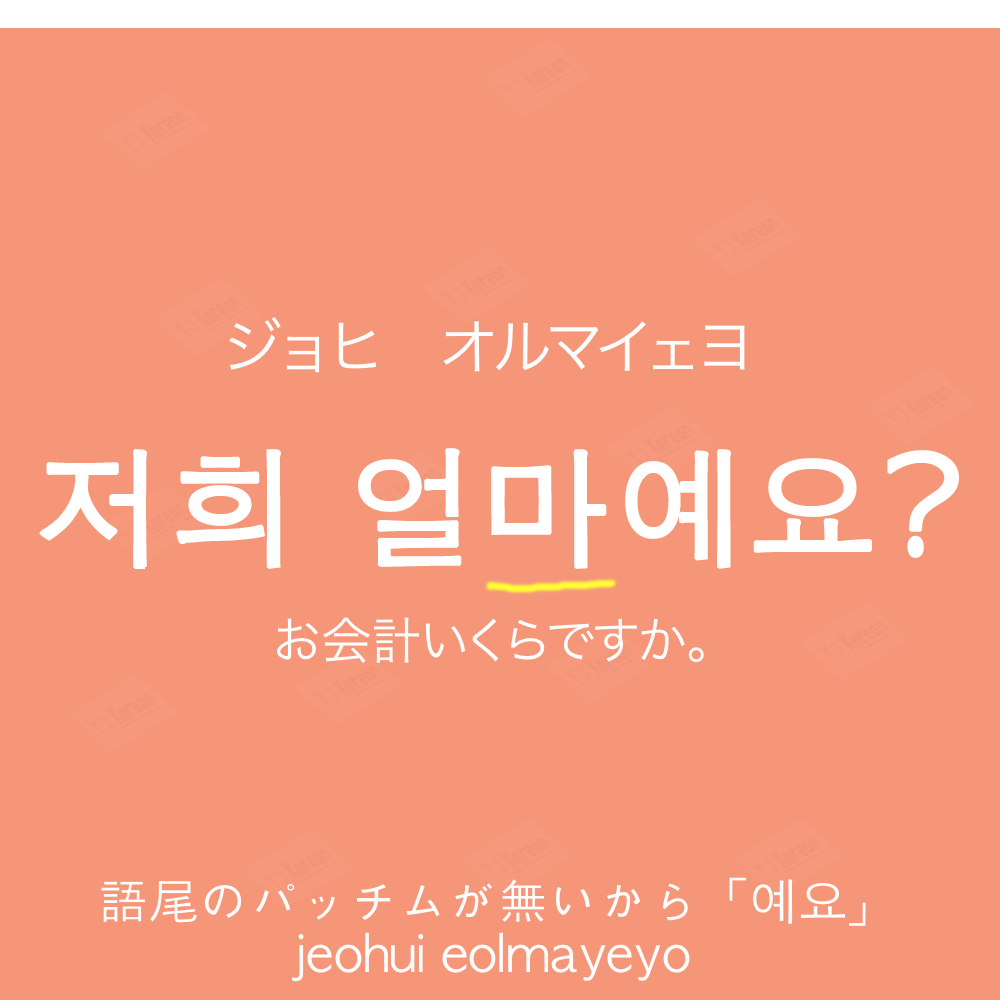 ジョヒ　オルマイェヨ
저희 얼마예요?
お会計いくらですか。
語尾のパッチムが無いから「예요」
jeohui eolmayeyo